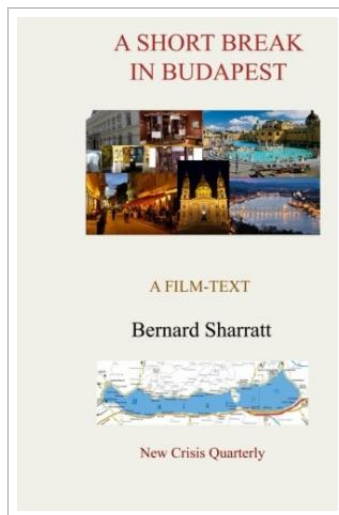 A SHORT BREAK
IN BUDAPEST
A FILM-TEXT
Bernard Sharratt
New Crisis Quarterly